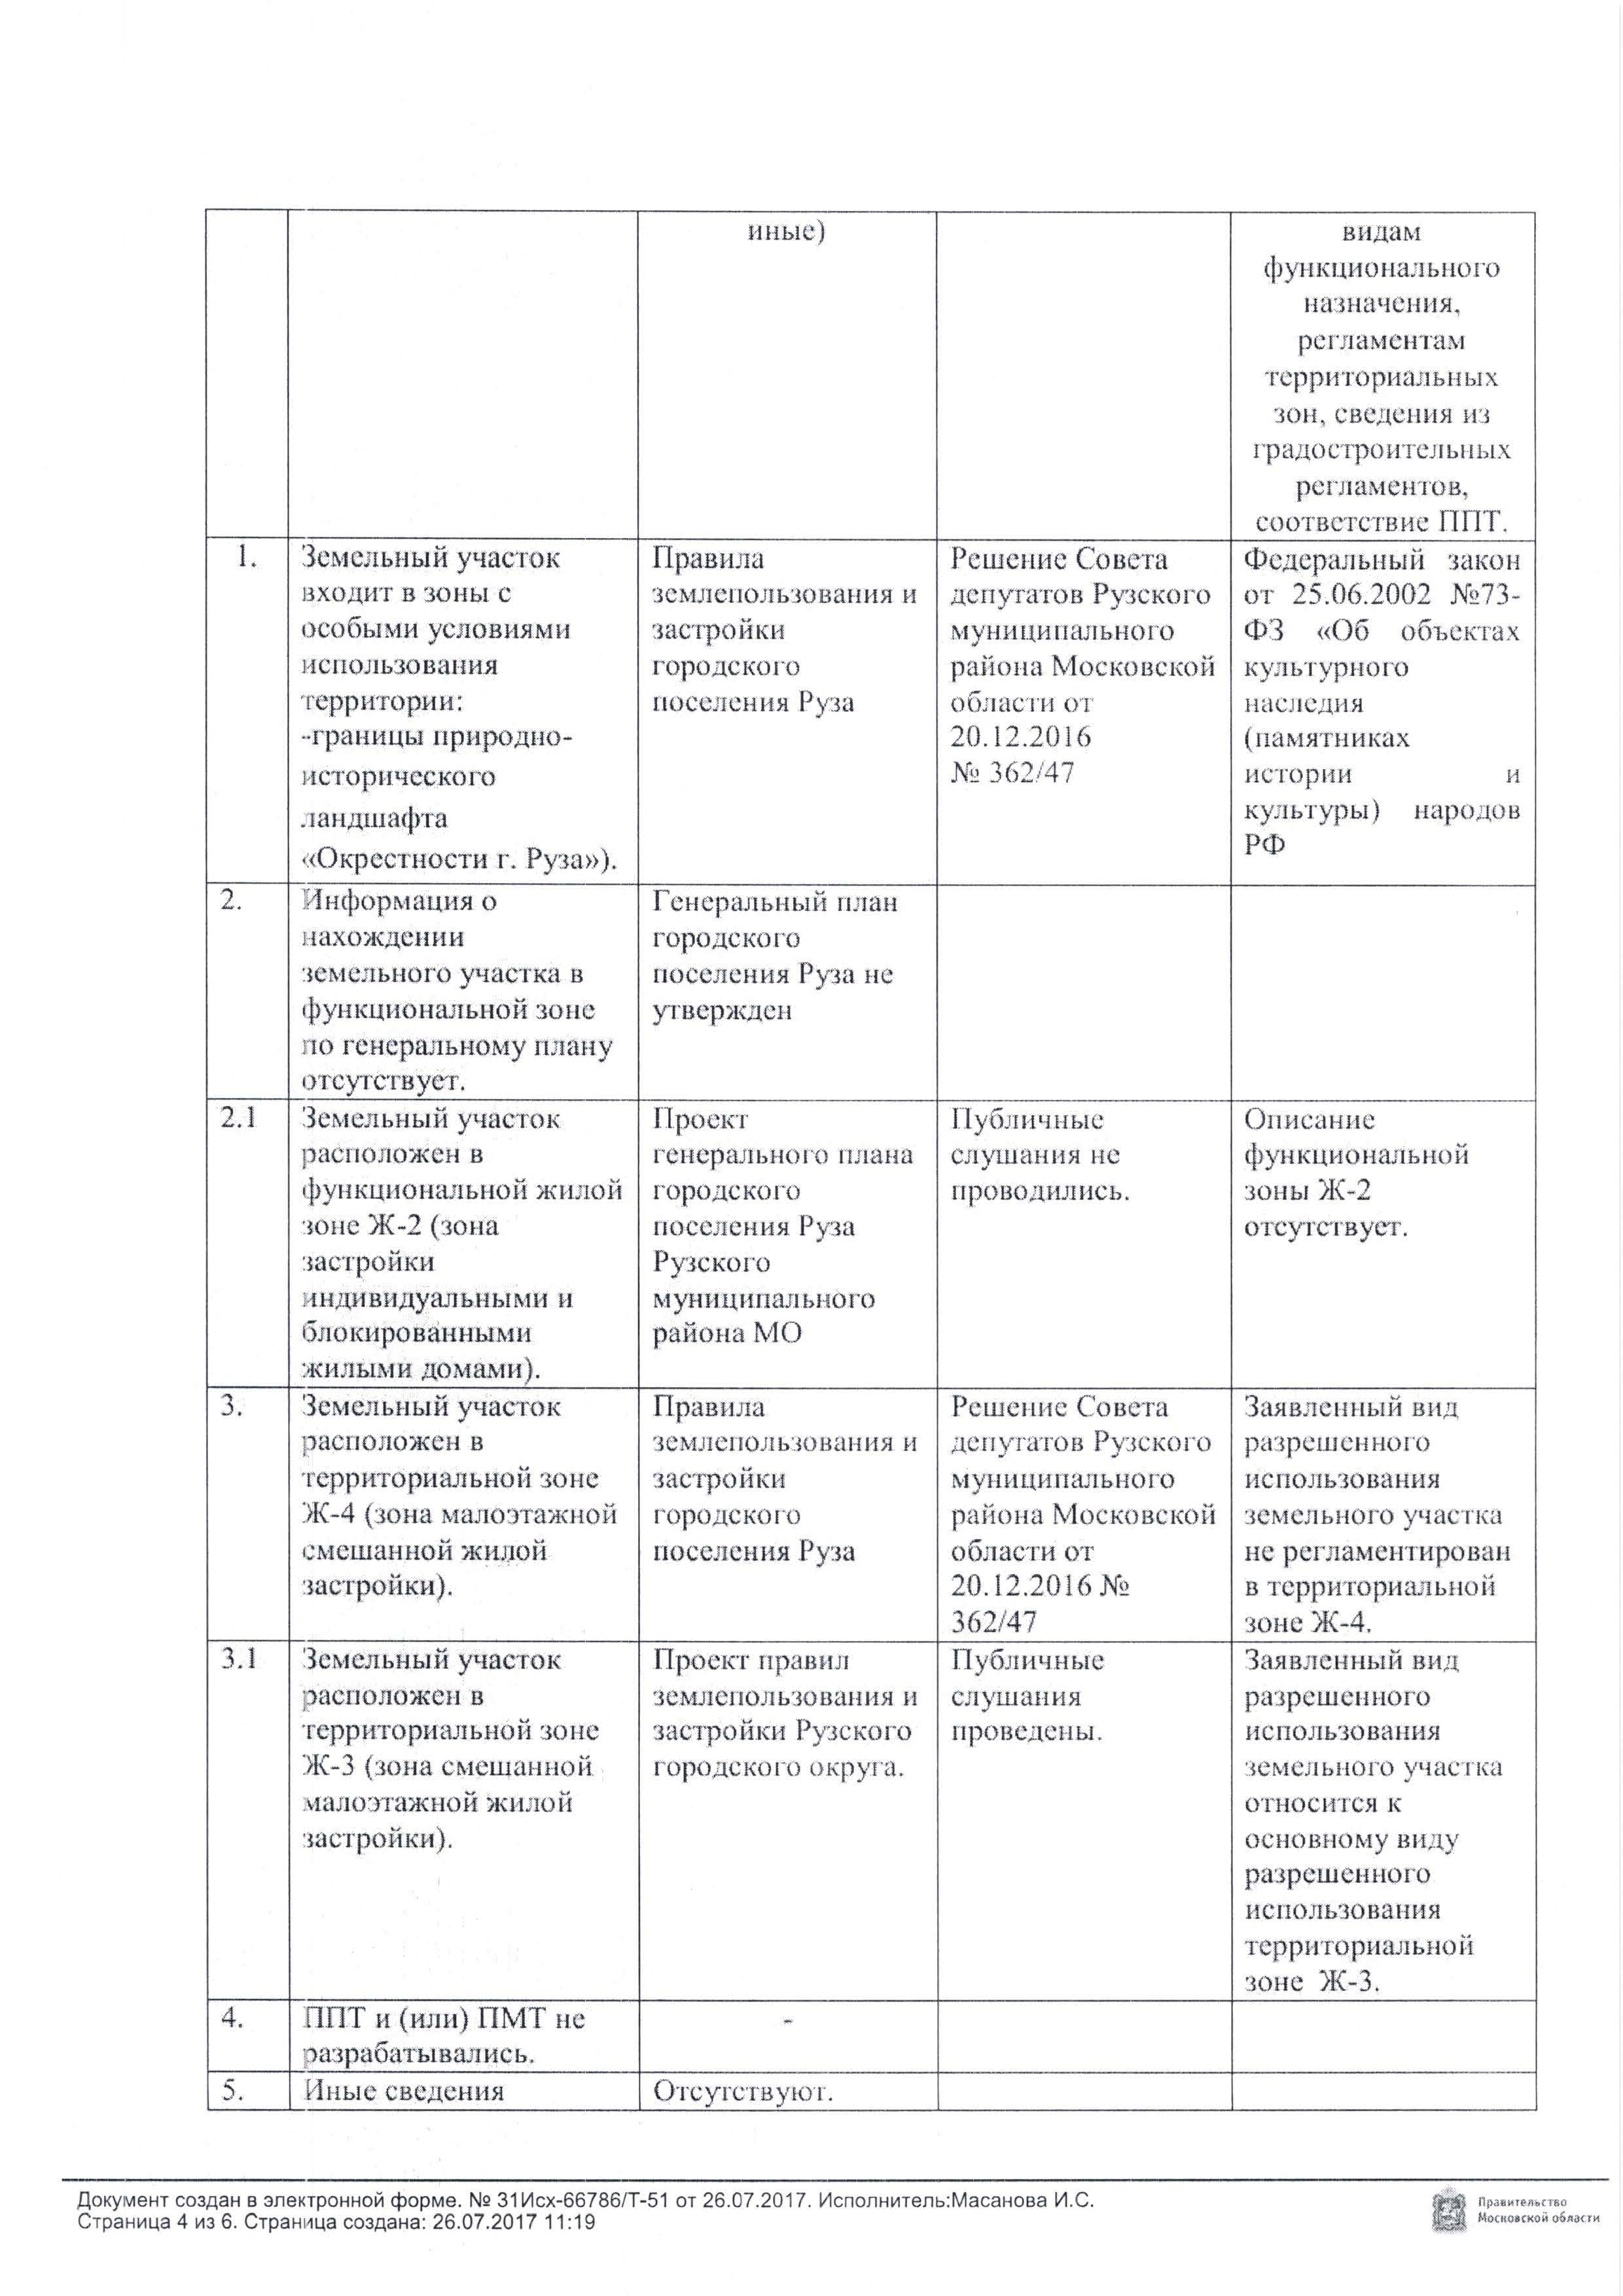 иные)
видам
функционального
назначения,
регламентам
территориальных
зон, сведения из
градостроительных
регламентов,
соответствие ППТ.
1.
Земельный участок
входит в зоны с
особыми условиями
использования
территории:
-границы природно-
исторического
ландшафта
«Окрестности г. Руза»).
Правила
землепользования и
застройки
городского
поселения Руза
Решение Совета
депутатов Рузского
муниципального
района Московской
области от
20.12.2016
№ 362/47
Федеральный закон
от 25.06.2002 №73-
ФЗ «Об объектах
культурного
наследия
(памятниках
истории и
культуры) народов
РФ
2.
Информация о
нахождении
земельного участка в
функциональной зоне
по генеральному плану
отсутствует.
Генеральный план
городского
поселения Руза не
утвержден
2.1
Земельный участок
расположен в
функциональной жилой
зоне Ж-2 (зона
застройки
индивидуальными и
блокированными
жилыми домами).
Проект
генерального плана
городского
поселения Руза
Рузского
муниципального
района МО
Публичные
слушания не
проводились.
Описание
функциональной
зоны Ж-2
отсутствует.
3.
Земельный участок
расположен в
территориальной зоне
Ж-4 (зона малоэтажной
смешанной жилой
застройки).
Правила
землепользования и
застройки
городского
поселения Руза
Решение Совета
депутатов Рузского
муниципального
района Московской
области от
20.12.2016 №
362/47
Заявленный вид
разрешенного
использования
земельного участка
не регламентирован
в территориальной
зоне Ж-4.
3.1
Земельный участок
расположен в
территориальной зоне
Ж-3 (зона смешанной
малоэтажной жилой
застройки).
Проект правил
землепользования и
застройки Рузского
городского округа.
Публичные
слушания
проведены.
Заявленный вид
разрешенного
использования
земельного участка
относится к
основному виду
разрешенного
использования
территориальной
зоне Ж-3.
4.
ППТ и (или) ПМТ не
разрабатывались.
-
5.
Иные сведения
Отсутствуют.
Документ создан в электронной форме. № 31Исх-66786/Т-51 от 26.07.2017. Исполнитель:Масанова И.С.
Страница 4 из 6. Страница создана: 26.07.2017 11:19
Правительство
Московской области